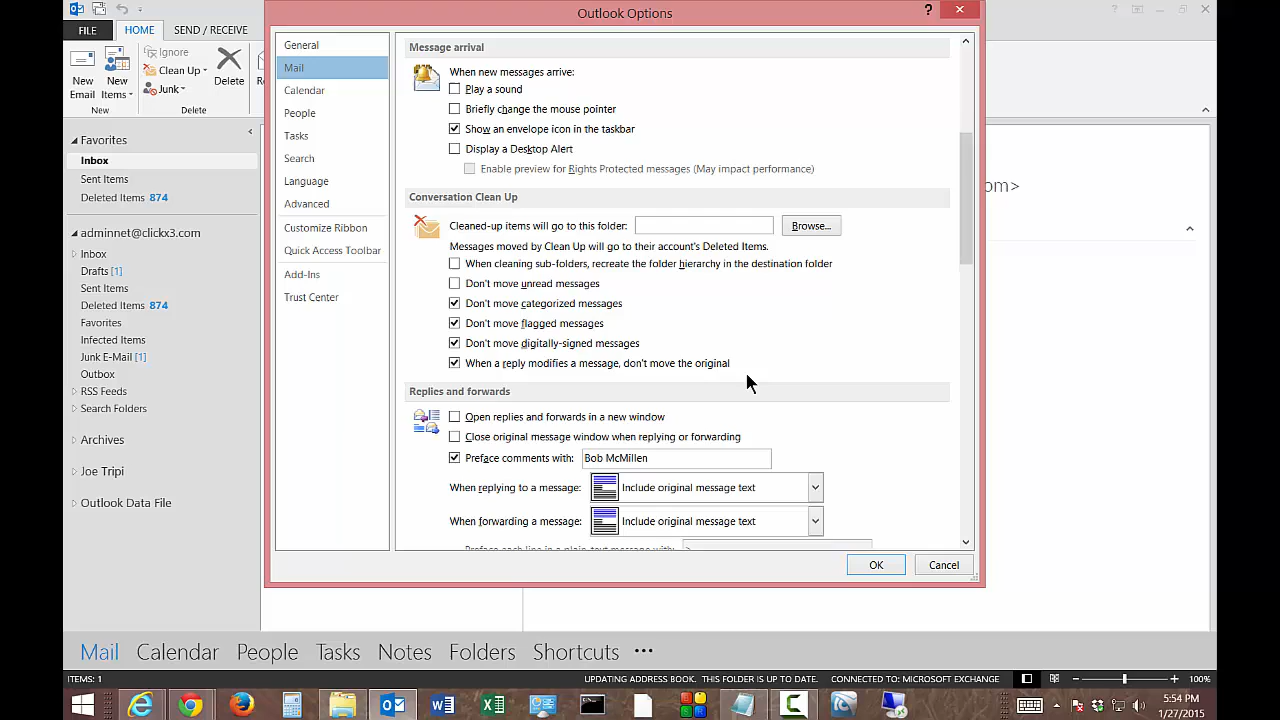 Outlook Options
?
FILE
HOME
SEND / RECEIVE
New Email
New Items
Ignore
Clean Up
Junk
Delete
New
Delete
Favorites
Inbox
Sent Items
Deleted Items 874
adminnet@clickx3.com
Inbox
Drafts [1]
Sent Items
Deleted Items 874
Favorites
Infected Items
Junk E-Mail [1]
Outbox
RSS Feeds
Search Folders
Archives
Joe Tripi
Outlook Data File
General
Mail
Calendar
People
Tasks
Search
Language
Advanced
Customize Ribbon
Quick Access Toolbar
Add-Ins
Trust Center
Message arrival
When new messages arrive:
Play a sound
Briefly change the mouse pointer
Show an envelope icon in the taskbar
Display a Desktop Alert
Enable preview for Rights Protected messages (May impact performance)
Conversation Clean Up
Cleaned-up items will go to this folder:
Browse...
Messages moved by Clean Up will go to their account's Deleted Items.
When cleaning sub-folders, recreate the folder hierarchy in the destination folder
Don't move unread messages
Don't move categorized messages
Don't move flagged messages
Don't move digitally-signed messages
When a reply modifies a message, don't move the original
Replies and forwards
Open replies and forwards in a new window
Close original message window when replying or forwarding
Preface comments with: Bob McMillen
When replying to a message: Include original message text
When forwarding a message: Include original message text
Preface each line in a plain-text message with: >
OK
Cancel
om>
Mail Calendar People Tasks Notes Folders Shortcuts •••
ITEMS: 1
UPDATING ADDRESS BOOK.
THIS FOLDER IS UP TO DATE.
CONNECTED TO: MICROSOFT EXCHANGE
100%
5:54 PM
1/27/2015